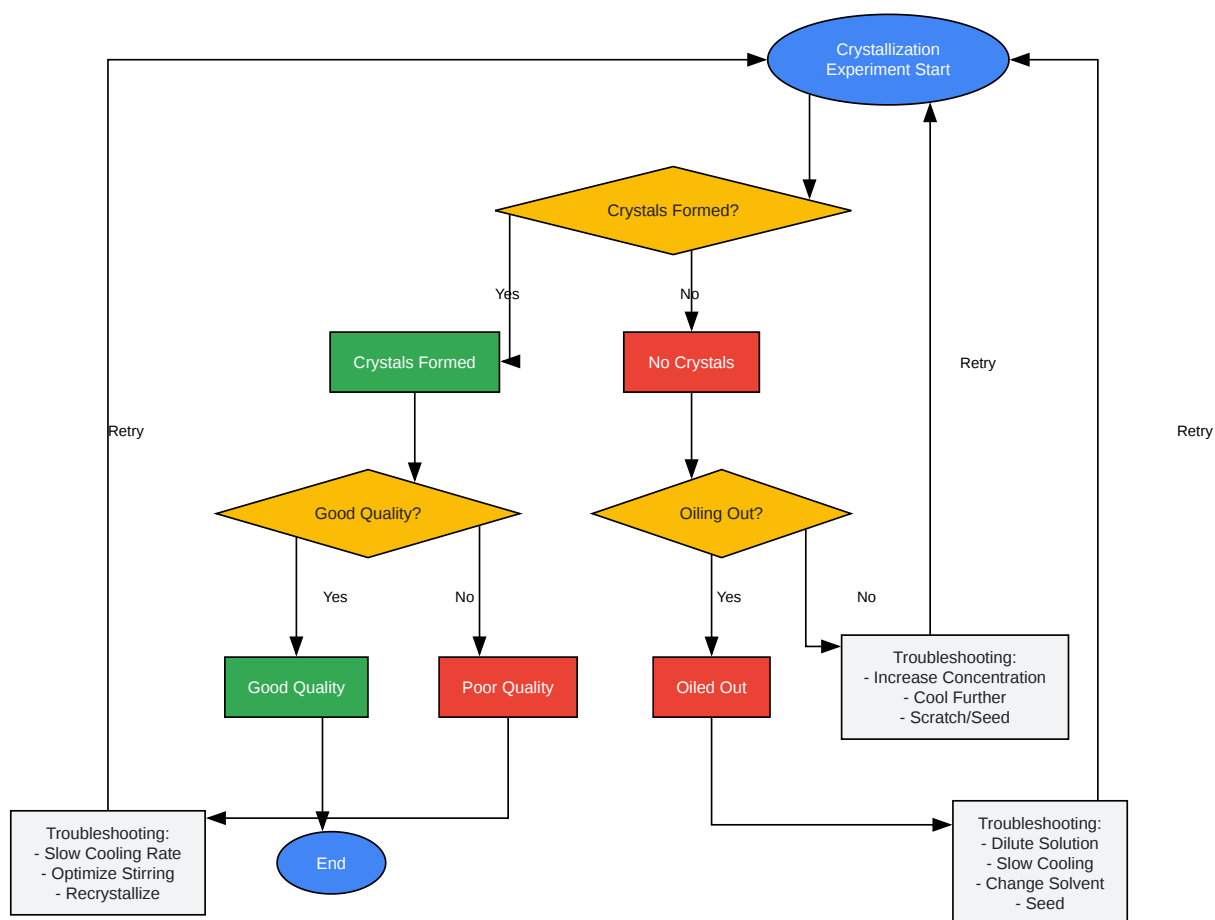 Crystallization
Experiment Start
Crystals Formed?
Yes
No
Crystals Formed
No Crystals
Retry
Retry
Retry
Good Quality?
Oiling Out?
Yes
No
Yes
No
Good Quality
Poor Quality
Oiled Out
Troubleshooting:
- Increase Concentration
- Cool Further
- Scratch/Seed
Troubleshooting:
- Slow Cooling Rate
- Optimize Stirring
- Recrystallize
End
Troubleshooting:
- Dilute Solution
- Slow Cooling
- Change Solvent
- Seed